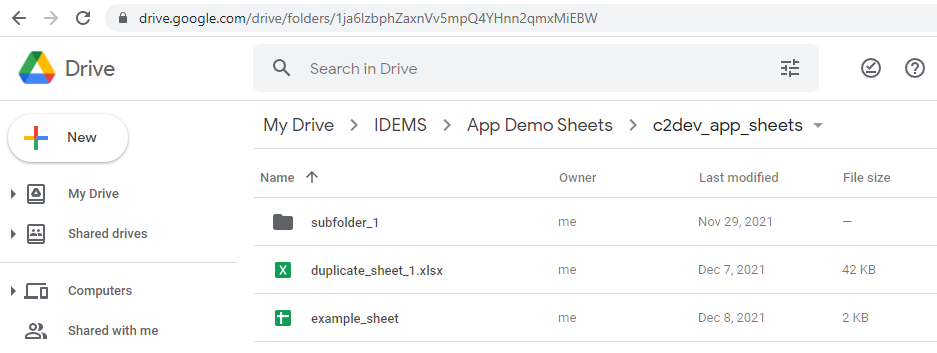 drive.google.com/drive/folders/1ja6lzbphZaxnVv5mpQ4YHnn2qmxMiEBW
Drive
Search in Drive
New
My Drive > IDEMS > App Demo Sheets > c2dev_app_sheets
Name Owner Last modified File size
My Drive
subfolder_1 me Nov 29, 2021 —
Shared drives
duplicate_sheet_1.xlsx me Dec 7, 2021 42 KB
Computers
example_sheet me Dec 8, 2021 2 KB
Shared with me